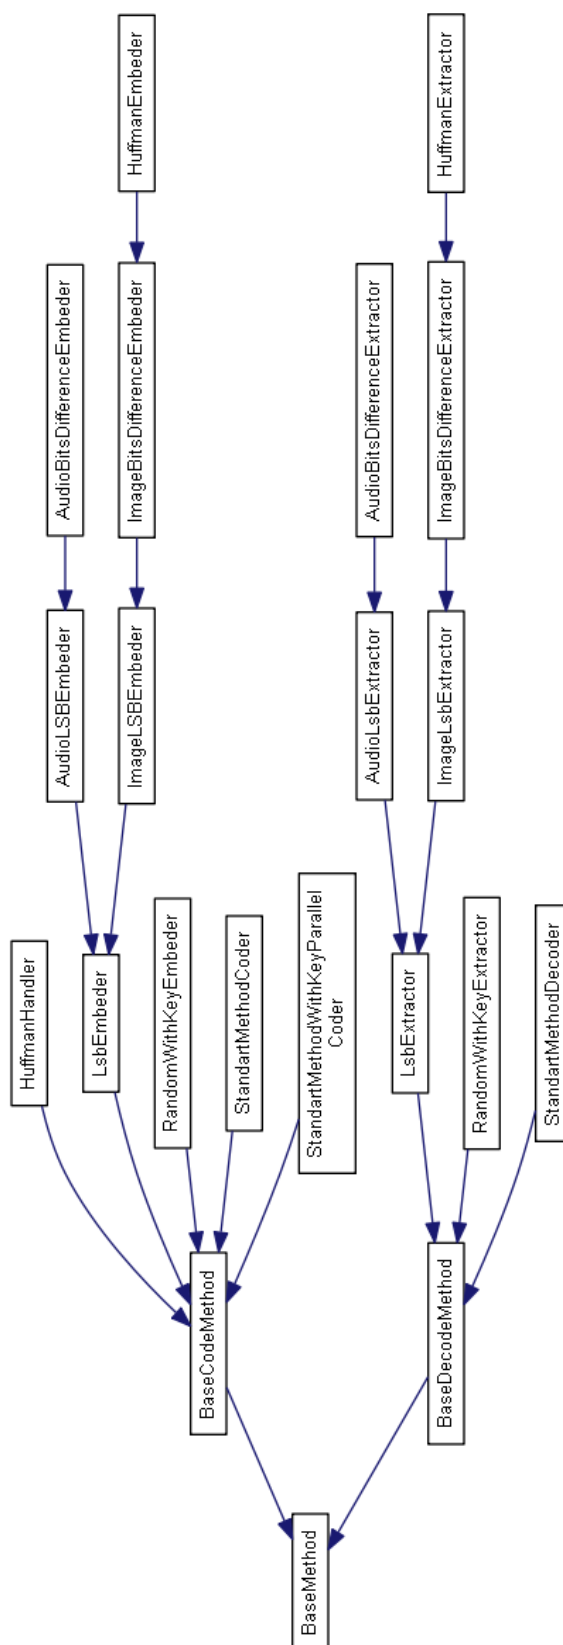 HuffmanEmbeder
HuffmanExtractor
AudioBitsDifferenceEmbeder
ImageBitsDifferenceEmbeder
AudioBitsDifferenceExtractor
ImageBitsDifferenceExtractor
AudioLSBEmbeder
ImageLSBEmbeder
AudioLsbExtractor
ImageLsbExtractor
HuffmanHandler
LsbEmbeder
RandomWithKeyEmbeder
StandartMethodCoder
StandartMethodWithKeyParallel
Coder
LsbExtractor
RandomWithKeyExtractor
StandartMethodDecoder
BaseCodeMethod
BaseDecodeMethod
BaseMethod